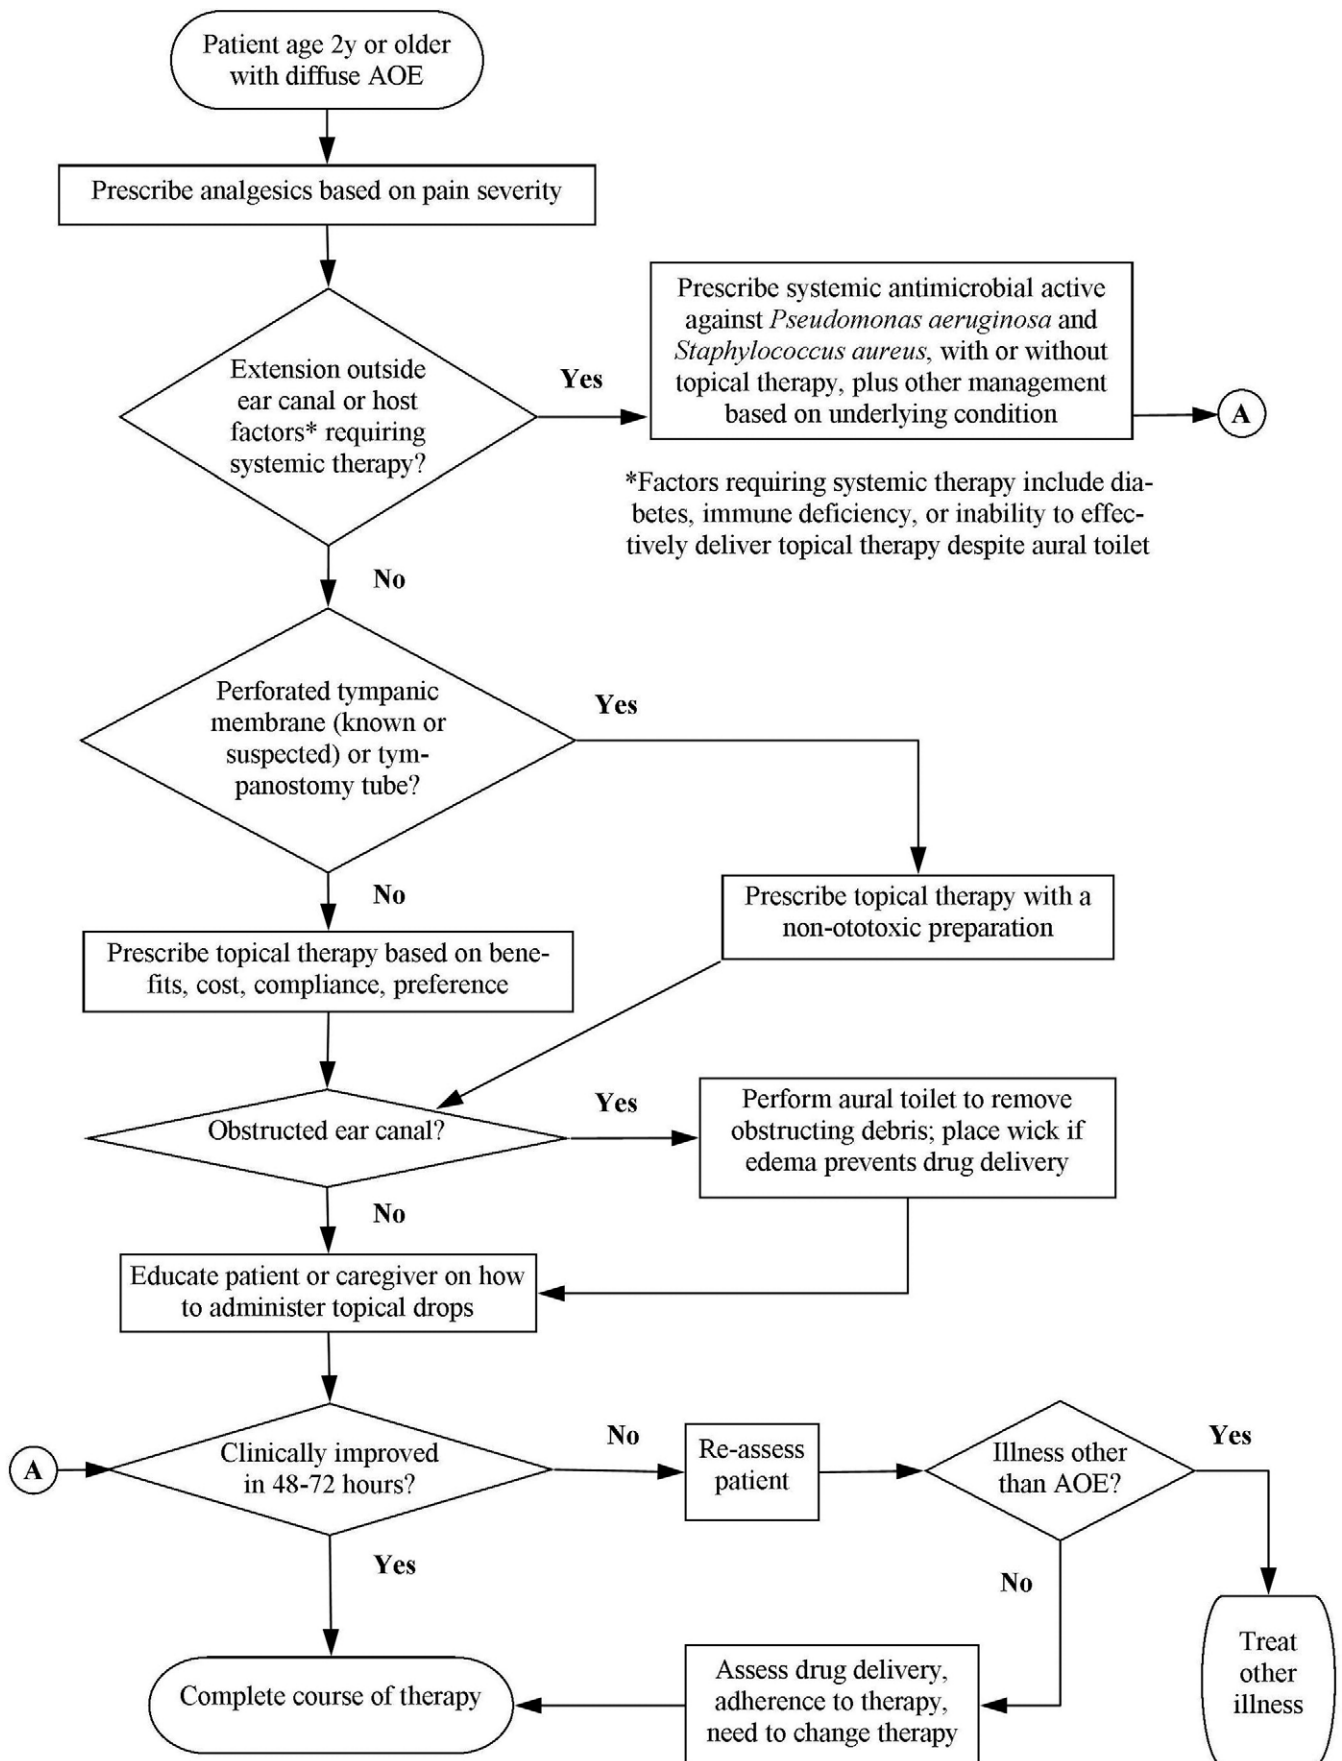 Patient age 2y or older
with diffuse AOE
Prescribe analgesics based on pain severity
Extension outside
ear canal or host
factors* requiring
systemic therapy?
Yes
Prescribe systemic antimicrobial active
against Pseudomonas aeruginosa and
Staphylococcus aureus, with or without
topical therapy, plus other management
based on underlying condition
A
*Factors requiring systemic therapy include dia-
betes, immune deficiency, or inability to effec-
tively deliver topical therapy despite aural toilet
No
Perforated tympanic
membrane (known or
suspected) or tym-
panostomy tube?
Yes
No
Prescribe topical therapy with a
non-ototoxic preparation
Prescribe topical therapy based on bene-
fits, cost, compliance, preference
Obstructed ear canal?
Yes
Perform aural toilet to remove
obstructing debris; place wick if
edema prevents drug delivery
No
Educate patient or caregiver on how
to administer topical drops
A
Clinically improved
in 48-72 hours?
No
Re-assess
patient
Illness other
than AOE?
Yes
Yes
No
Treat
other
illness
Complete course of therapy
Assess drug delivery,
adherence to therapy,
need to change therapy